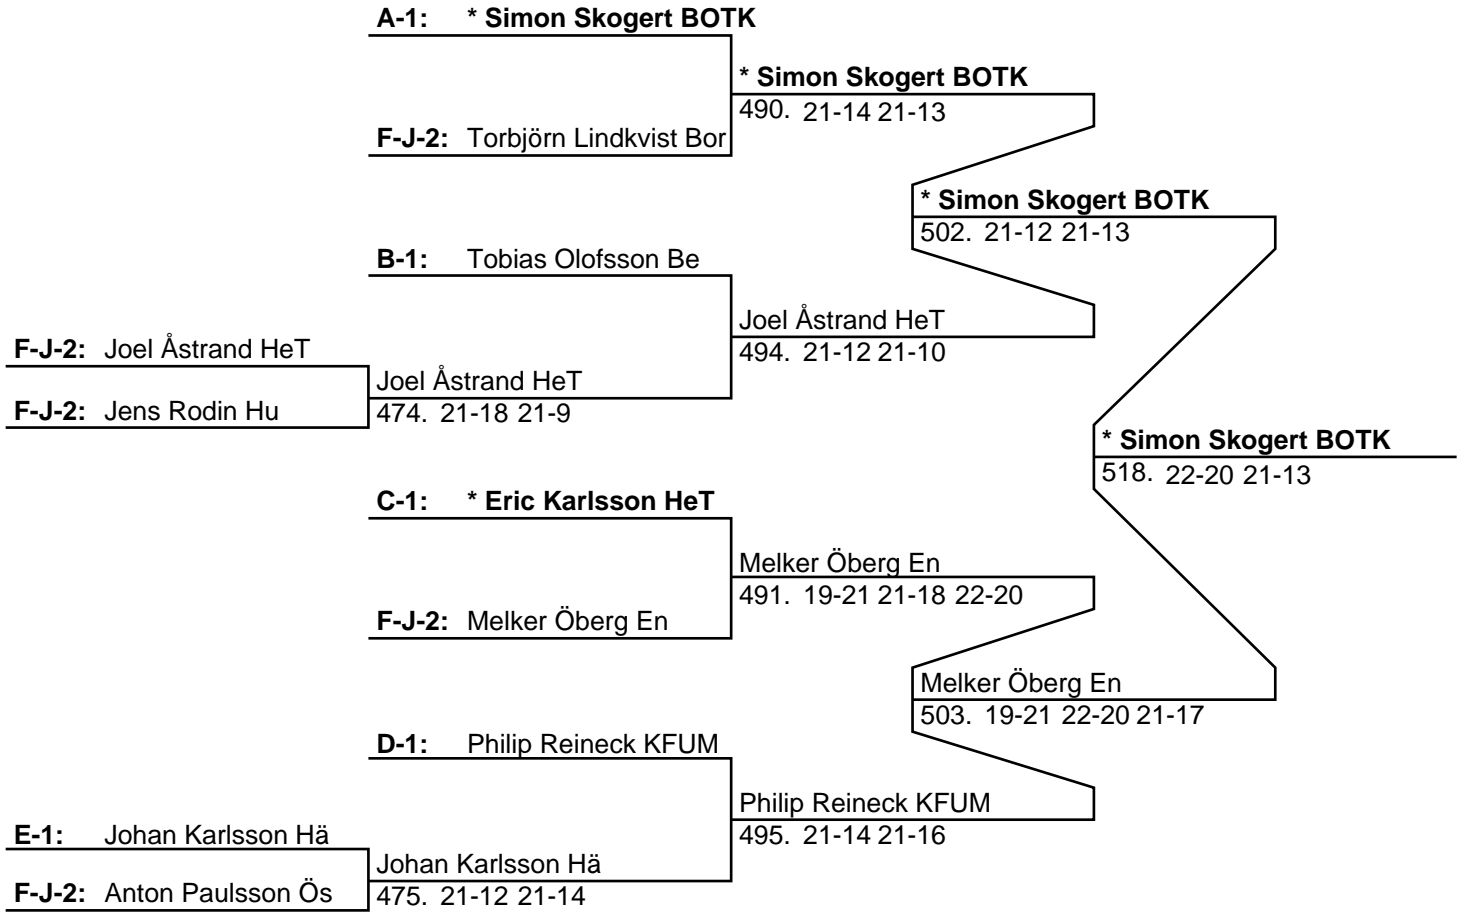 A-1: * Simon Skogert BOTK
* Simon Skogert BOTK
490. 21-14 21-13
F-J-2: Torbjörn Lindkvist Bor
* Simon Skogert BOTK
502. 21-12 21-13
B-1: Tobias Olofsson Be
Joel Åstrand HeT
494. 21-12 21-10
F-J-2: Joel Åstrand HeT
Joel Åstrand HeT
474. 21-18 21-9
F-J-2: Jens Rodin Hu
* Simon Skogert BOTK
518. 22-20 21-13
C-1: * Eric Karlsson HeT
Melker Öberg En
491. 19-21 21-18 22-20
F-J-2: Melker Öberg En
Melker Öberg En
503. 19-21 22-20 21-17
D-1: Philip Reineck KFUM
Philip Reineck KFUM
495. 21-14 21-16
E-1: Johan Karlsson Hä
Johan Karlsson Hä
475. 21-12 21-14
F-J-2: Anton Paulsson Ös